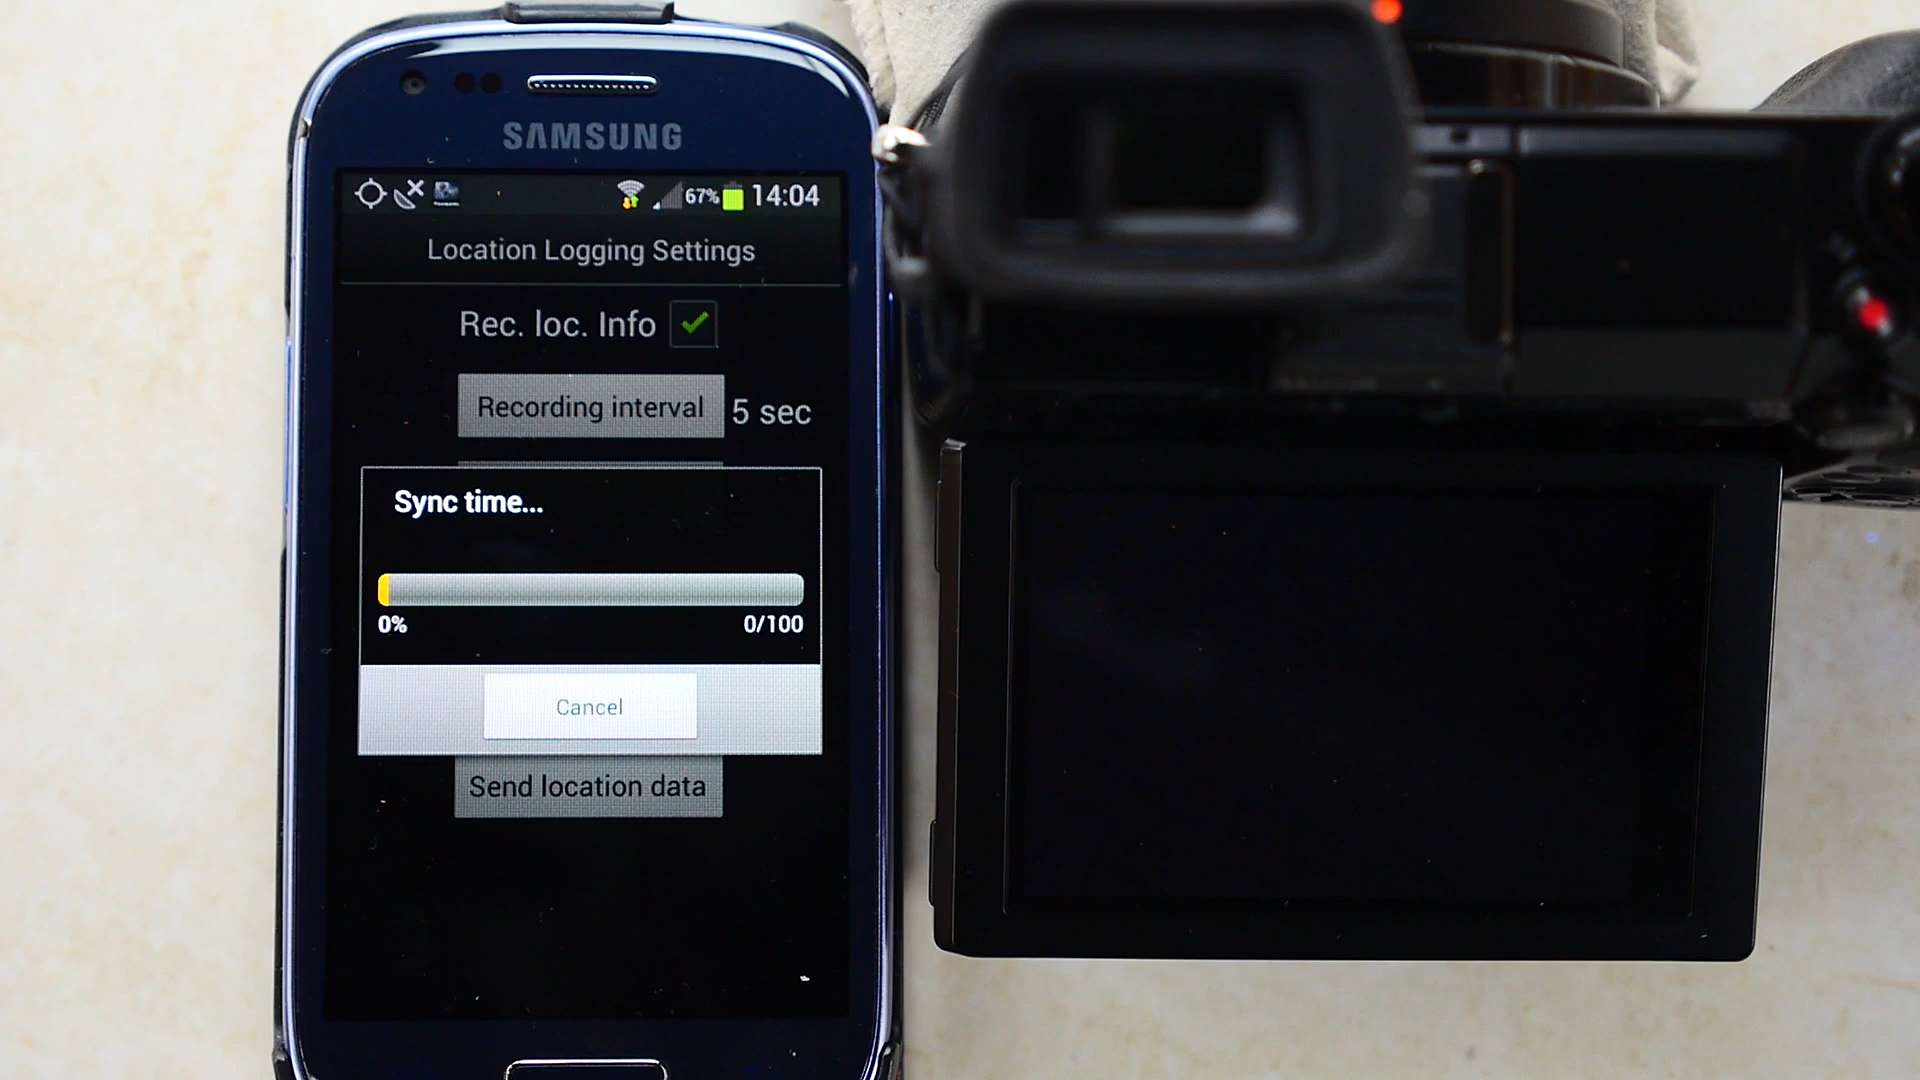 SAMSUNG
67% 14:04
Location Logging Settings
Rec. loc. Info
Recording interval 5 sec
Sync time...
0% 0/100
Cancel
Send location data